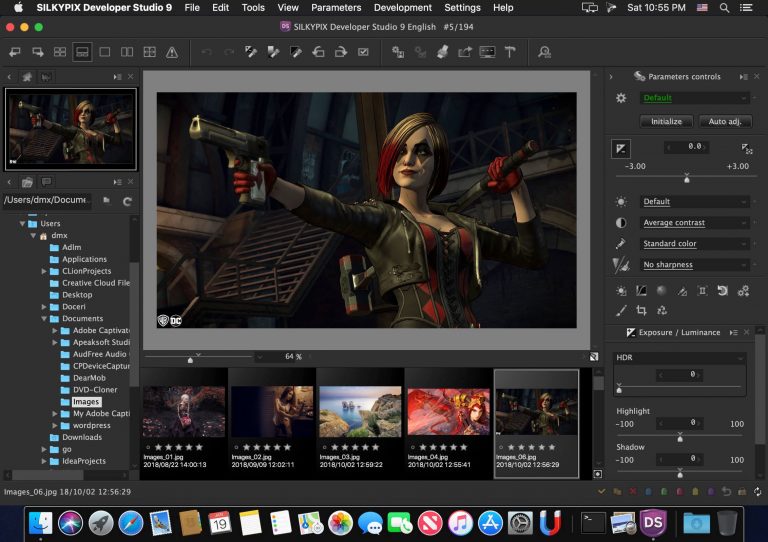 SILKYPIX Developer Studio 9 File Edit Tools View Parameters Development Settings Help Sat 10:55 PM
DS SILKYPIX Developer Studio 9 English #5/194
Parameters controls
Default
Initialize Auto adj.
0.0
-3.00 +3.00
/Users/dmx/Docume
Users
dmx
Adlm
Applications
CLionProjects
Creative Cloud File
Desktop
Doceri
Documents
Adobe Captivat
Apeaksoft Studi
AudFree Audio
CPDeviceCaptur
DearMob
DVD-Cloner
Images
My Adobe Capti
wordpress
Downloads
go
IdeaProjects
DC
64 %
Default
Average contrast
Standard color
No sharpness
Exposure / Luminance
HDR
0
Highlight
-100 0 100
Shadow
-100 0 100
Images_01.jpg
2018/08/22 14:00:13
Images_02.jpg
2018/09/09 12:02:11
Images_03.jpg
2018/10/02 12:59:22
Images_04.jpg
2018/10/02 12:55:41
Images_06.jpg
2018/10/02 12:56:29
Images_06.jpg 18/10/02 12:56:29
JAN
19
DS